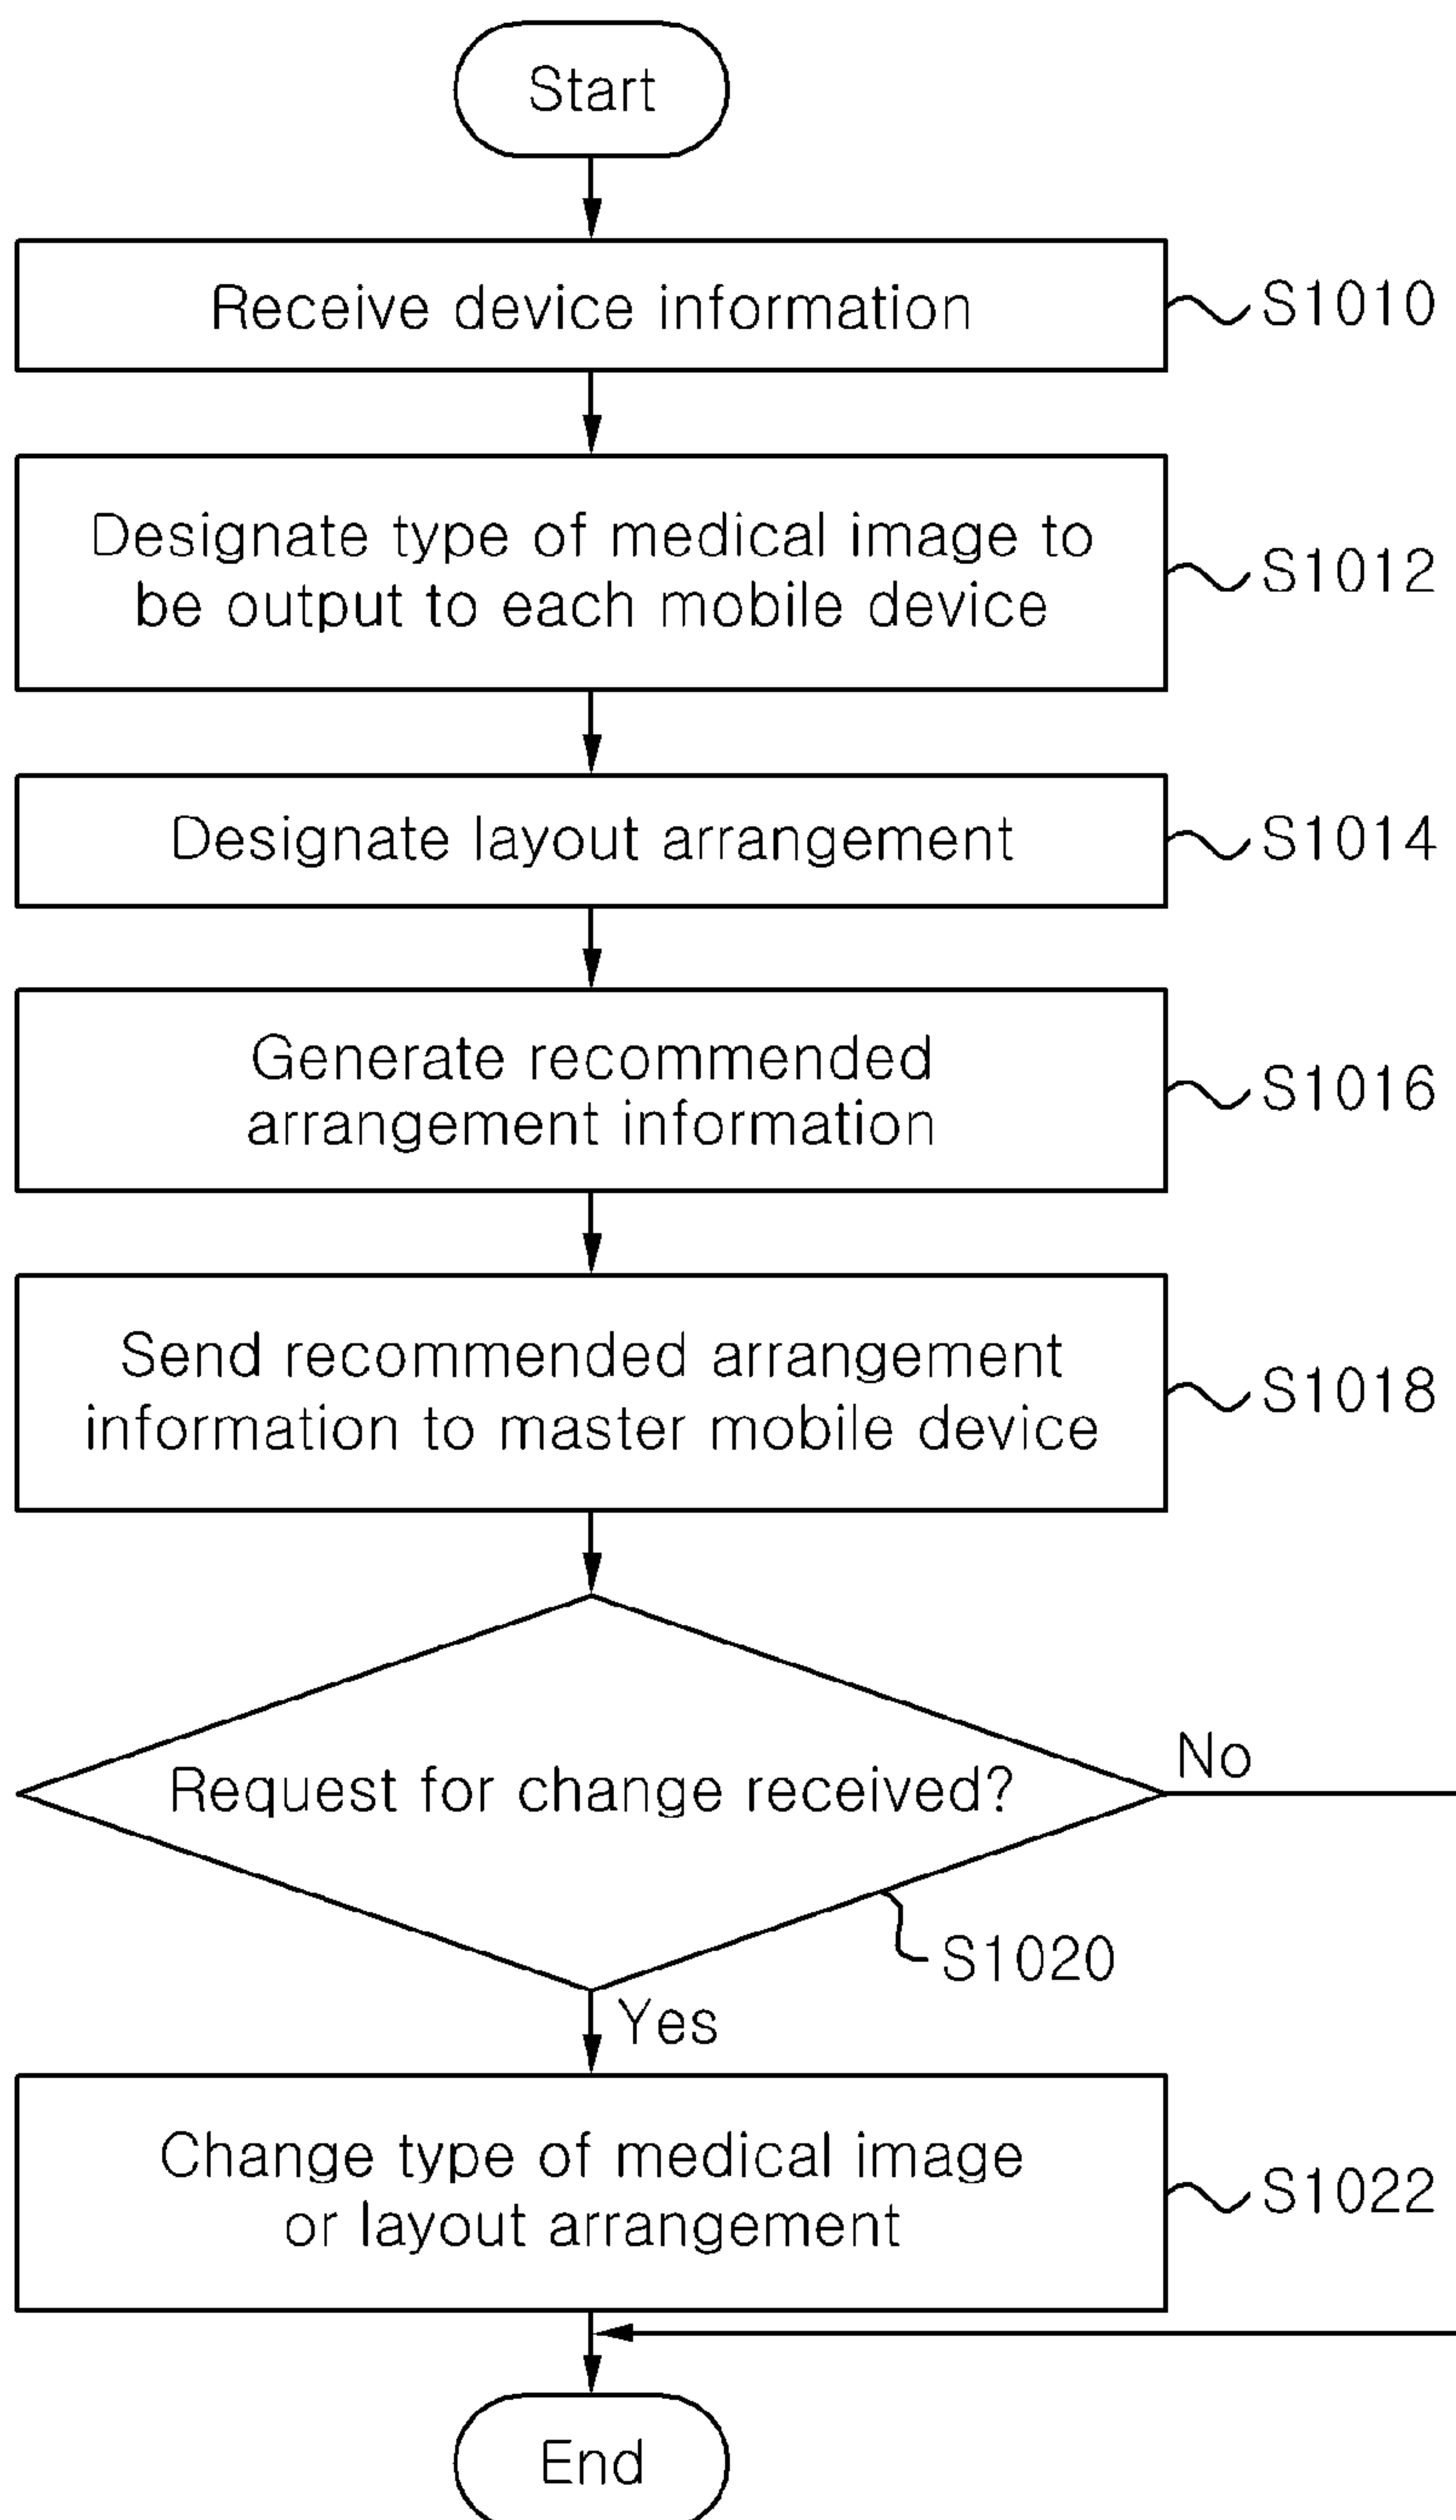 Start
Receive device information
S1010
Designate type of medical image to
be output to each mobile device
S1012
Designate layout arrangement
S1014
Generate recommended
arrangement information
S1016
Send recommended arrangement
information to master mobile device
S1018
Request for change received?
No
S1020
Yes
Change type of medical image
or layout arrangement
S1022
End